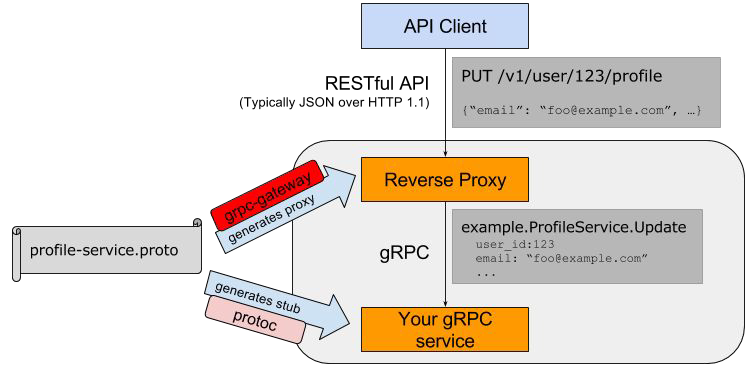 API Client
RESTful API
(Typically JSON over HTTP 1.1)
PUT /v1/user/123/profile
{“email”: “foo@example.com”, …}
grpc-gateway
generates proxy
Reverse Proxy
profile-service.proto
gRPC
example.ProfileService.Update
user_id:123
email: “foo@example.com”
...
generates stub
protoc
Your gRPC
service